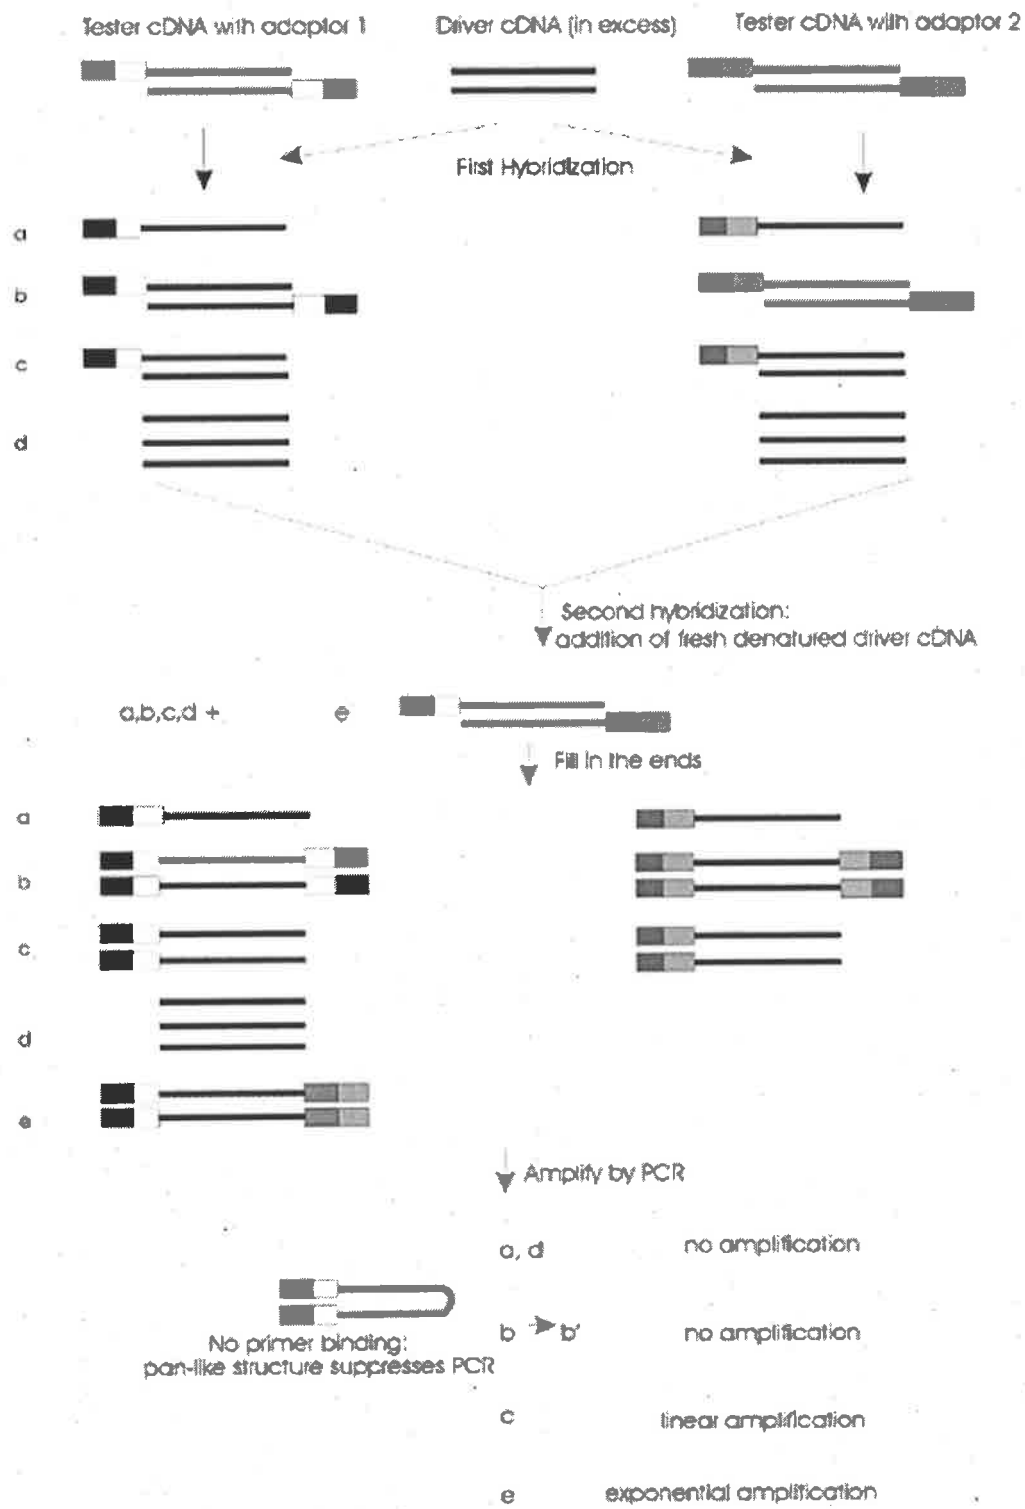 Tester cDNA with adaptor 1
Driver cDNA (in excess)
Tester cDNA with adaptor 2
First Hybridization
a
b
c
d
Second hybridization:
addition of fresh denatured driver cDNA
a,b,c,d +
e
Fill in the ends
a
b
c
d
e
Amplify by PCR
a, d
no amplification
No primer binding:
pan-like structure suppresses PCR
b
b'
no amplification
c
linear amplification
e
exponential amplification